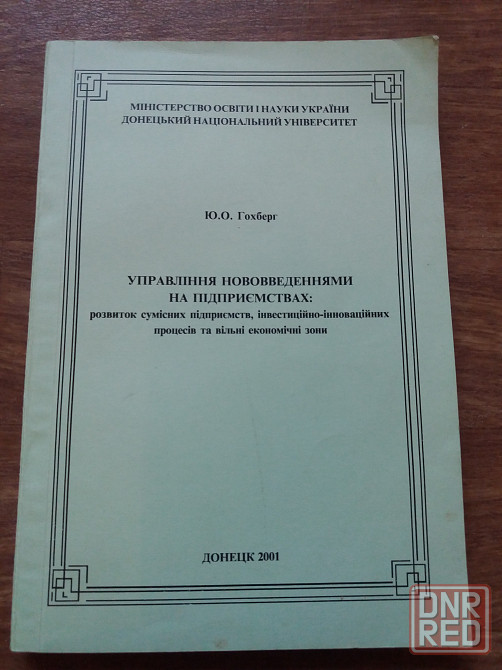 МІНІСТЕРСТВО ОСВІТИ І НАУКИ УКРАЇНИ
ДОНЕЦЬКИЙ НАЦІОНАЛЬНИЙ УНІВЕРСИТЕТ
Ю.О. Гохберг
УПРАВЛІННЯ НОВОВВЕДЕННЯМИ
НА ПІДПРИЄМСТВАХ:
розвиток сумісних підприємств, інвестиційно-інноваційних
процесів та вільні економічні зони
ДОНЕЦК 2001
DNR
RED